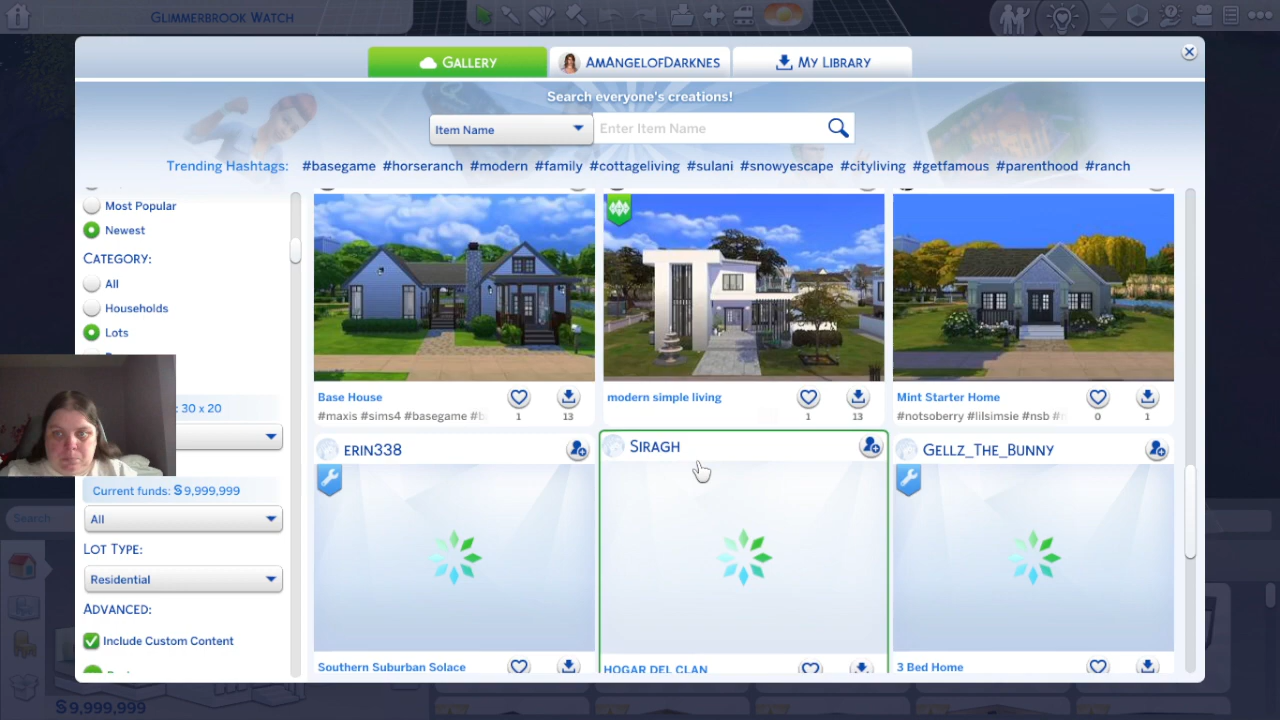 GLIMMERBROOK WATCH
GALLERY
AMANGELOFDARKNES
MY LIBRARY
Search everyone's creations!
Item Name
Enter Item Name
Trending Hashtags: #basegame #horseranch #modern #family #cottageliving #sulani #snowyescape #cityliving #getfamous #parenthood #ranch
Most Popular
Newest
CATEGORY:
All
Households
Lots
: 30 x 20
Current funds: §9,999,999
All
LOT TYPE:
Residential
ADVANCED:
Include Custom Content
Base House
#maxis #sims4 #basegame #b
1
13
modern simple living
1
13
Mint Starter Home
#notsoberry #lilsimsie #nsb
0
1
ERIN338
Southern Suburban Solace
SIRAGH
HOGAR DEL CLAN
GELLZ_THE_BUNNY
3 Bed Home
Search
§9,999,999